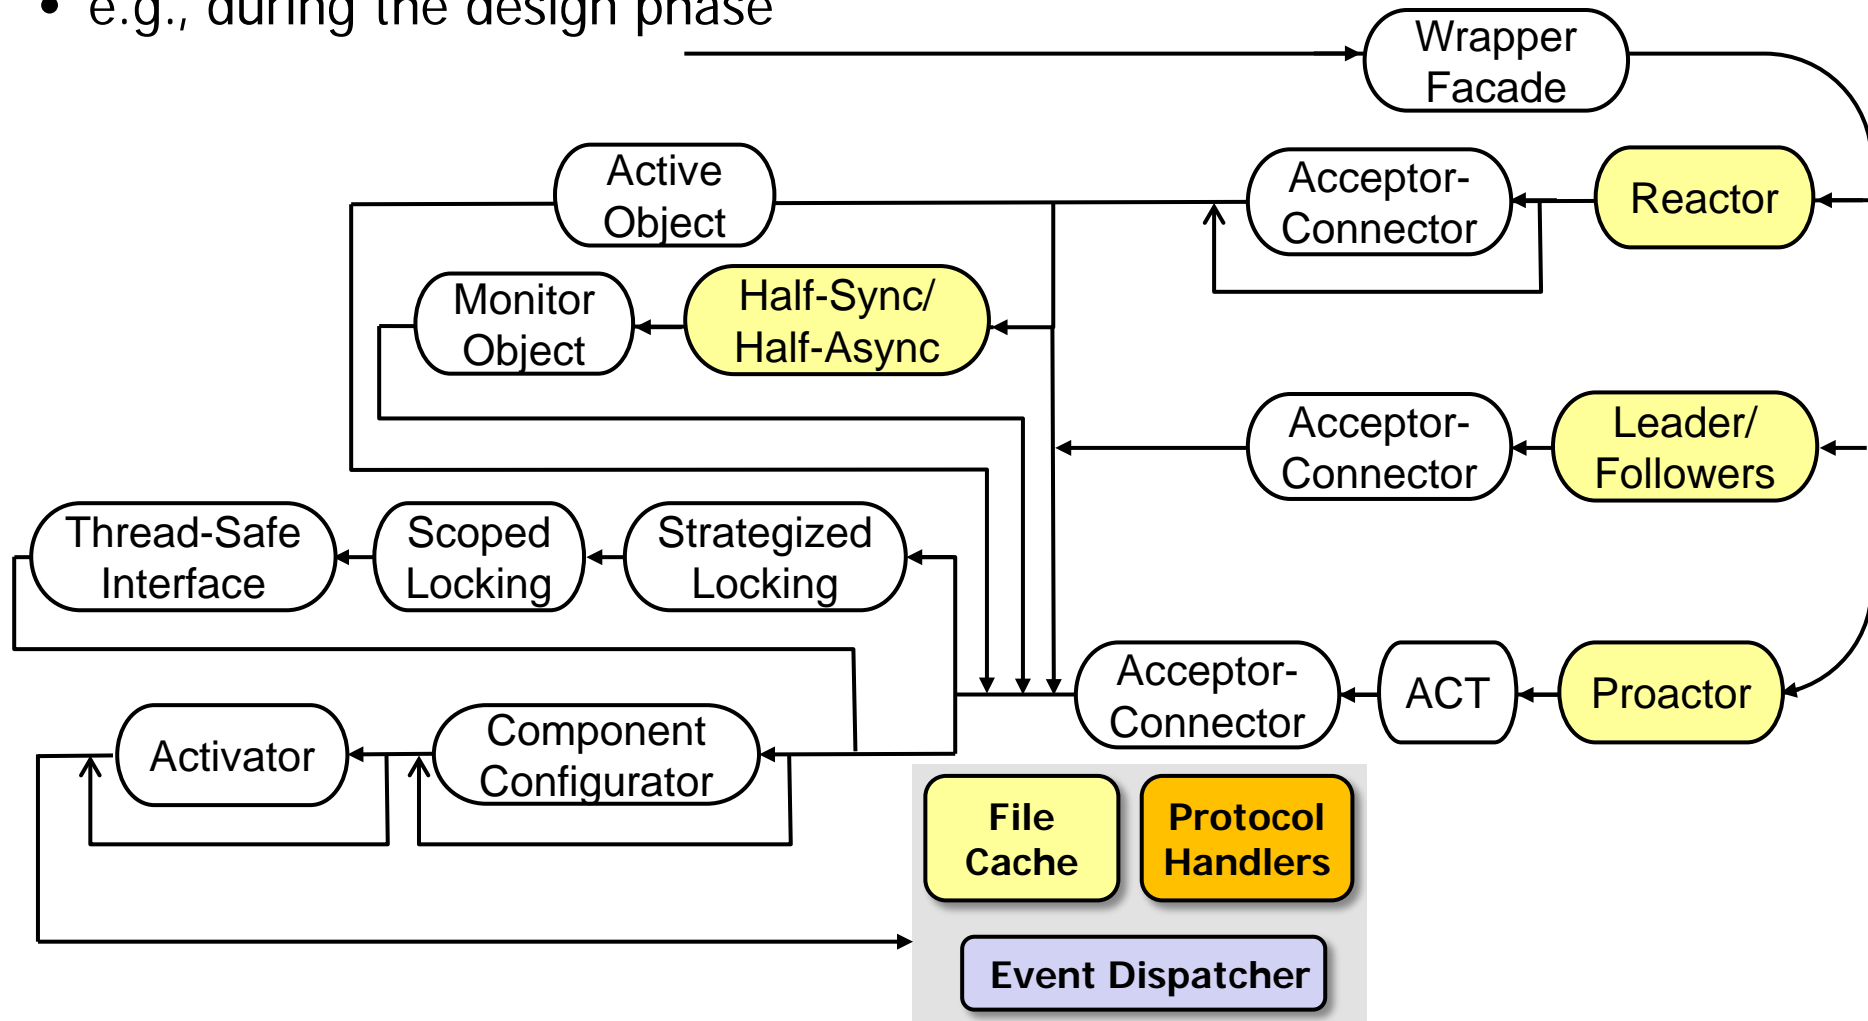 • e.g., during the design phase
Wrapper
Facade
Active
Object
Acceptor-
Connector
Reactor
Monitor
Object
Half-Sync/
Half-Async
Acceptor-
Connector
Leader/
Followers
Thread-Safe
Interface
Scoped
Locking
Strategized
Locking
Acceptor-
Connector
ACT
Proactor
Activator
Component
Configurator
File
Cache
Protocol
Handlers
Event Dispatcher